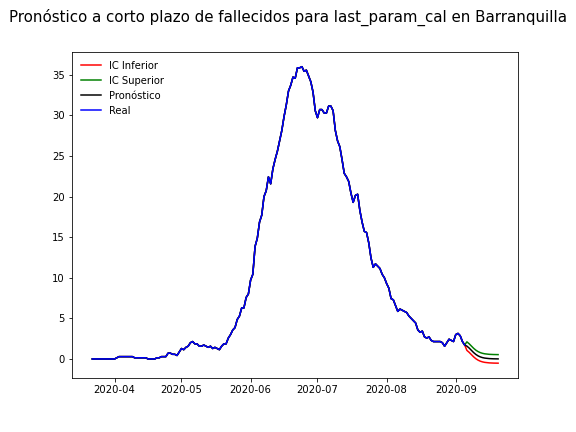 Pronóstico a corto plazo de fallecidos para last_param_cal en Barranquilla
IC Inferior
IC Superior
Pronóstico
Real
35
30
25
20
15
10
5
0
2020-04 2020-05 2020-06 2020-07 2020-08 2020-09